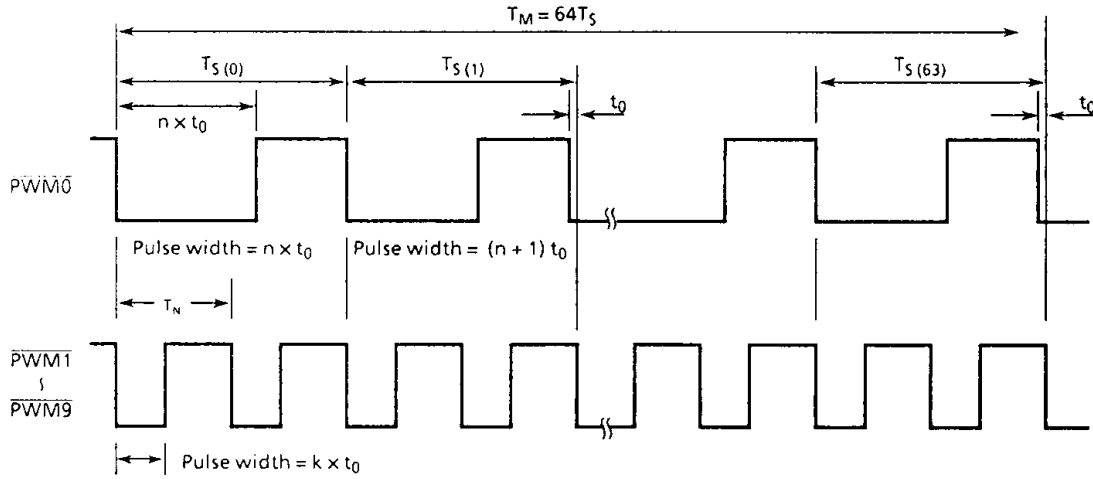 T_M = 64T_S
T_S (0)
T_S (1)
T_S (63)
n × t_0
t_0
t_0
PWM0
Pulse width = n × t_0
Pulse width = (n + 1) t_0
T_N
PWM1
∫
PWM9
Pulse width = k × t_0